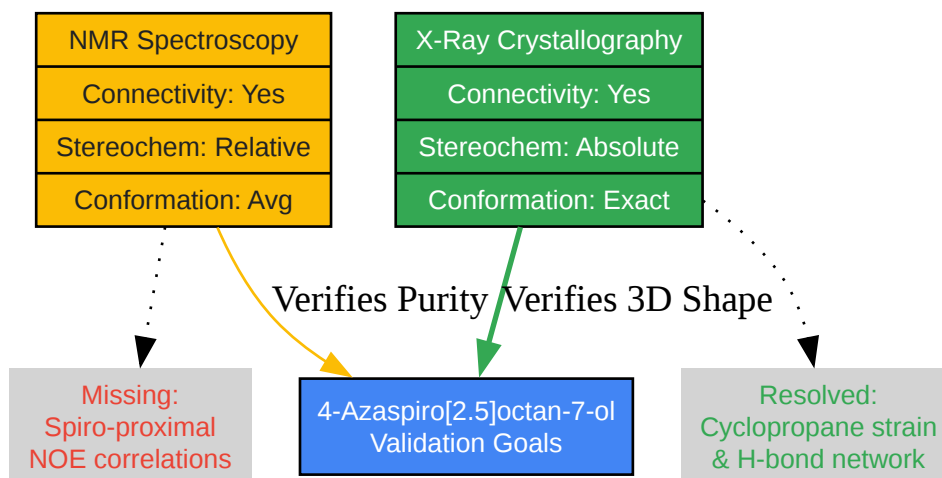 NMR Spectroscopy
Connectivity: Yes
Stereochem: Relative
Conformation: Avg
X-Ray Crystallography
Connectivity: Yes
Stereochem: Absolute
Conformation: Exact
Verifies Purity
Verifies 3D Shape
Missing:
Spiro-proximal
NOE correlations
4-Azaspiro[2.5]octan-7-ol
Validation Goals
Resolved:
Cyclopropane strain
& H-bond network